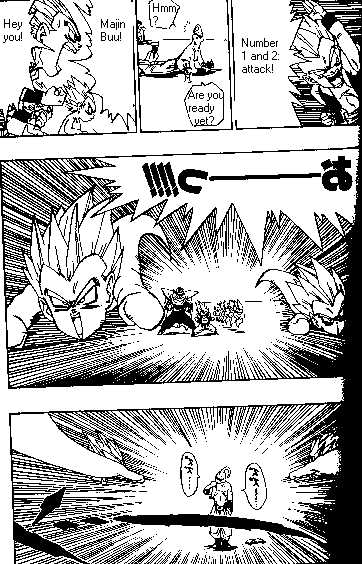 Hey
you!
Majin
Buu!
Hmm
?
Are you
ready
yet?
Number
1 and 2:
attack!